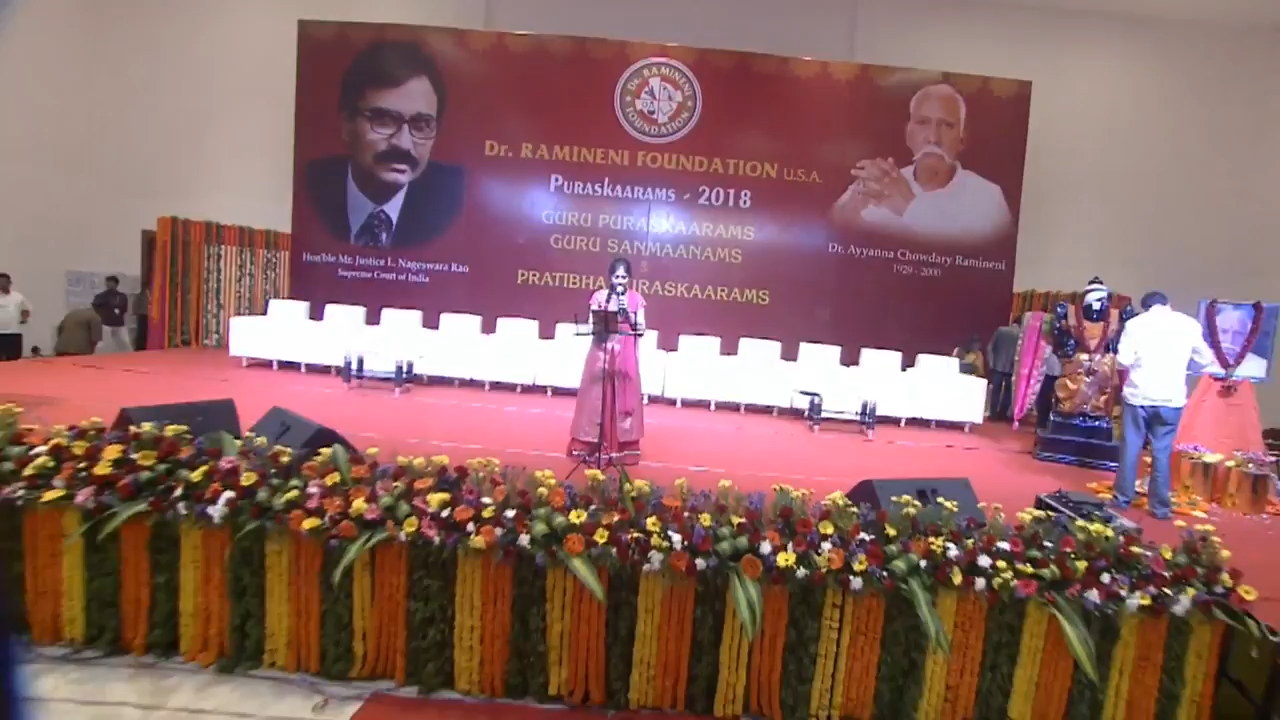 Dr. RAMINENI
FOUNDATION
Dr. RAMINENI FOUNDATION U.S.A.
PURASKAARAMS - 2018
GURU PURASKAARAMS
GURU SANMAANAMS
PRATIBHA PURASKAARAMS
Hon'ble Mr. Justice L. Nageswara Rao
Supreme Court of India
Dr. Ayyanna Chowdary Ramineni
1929 - 2000